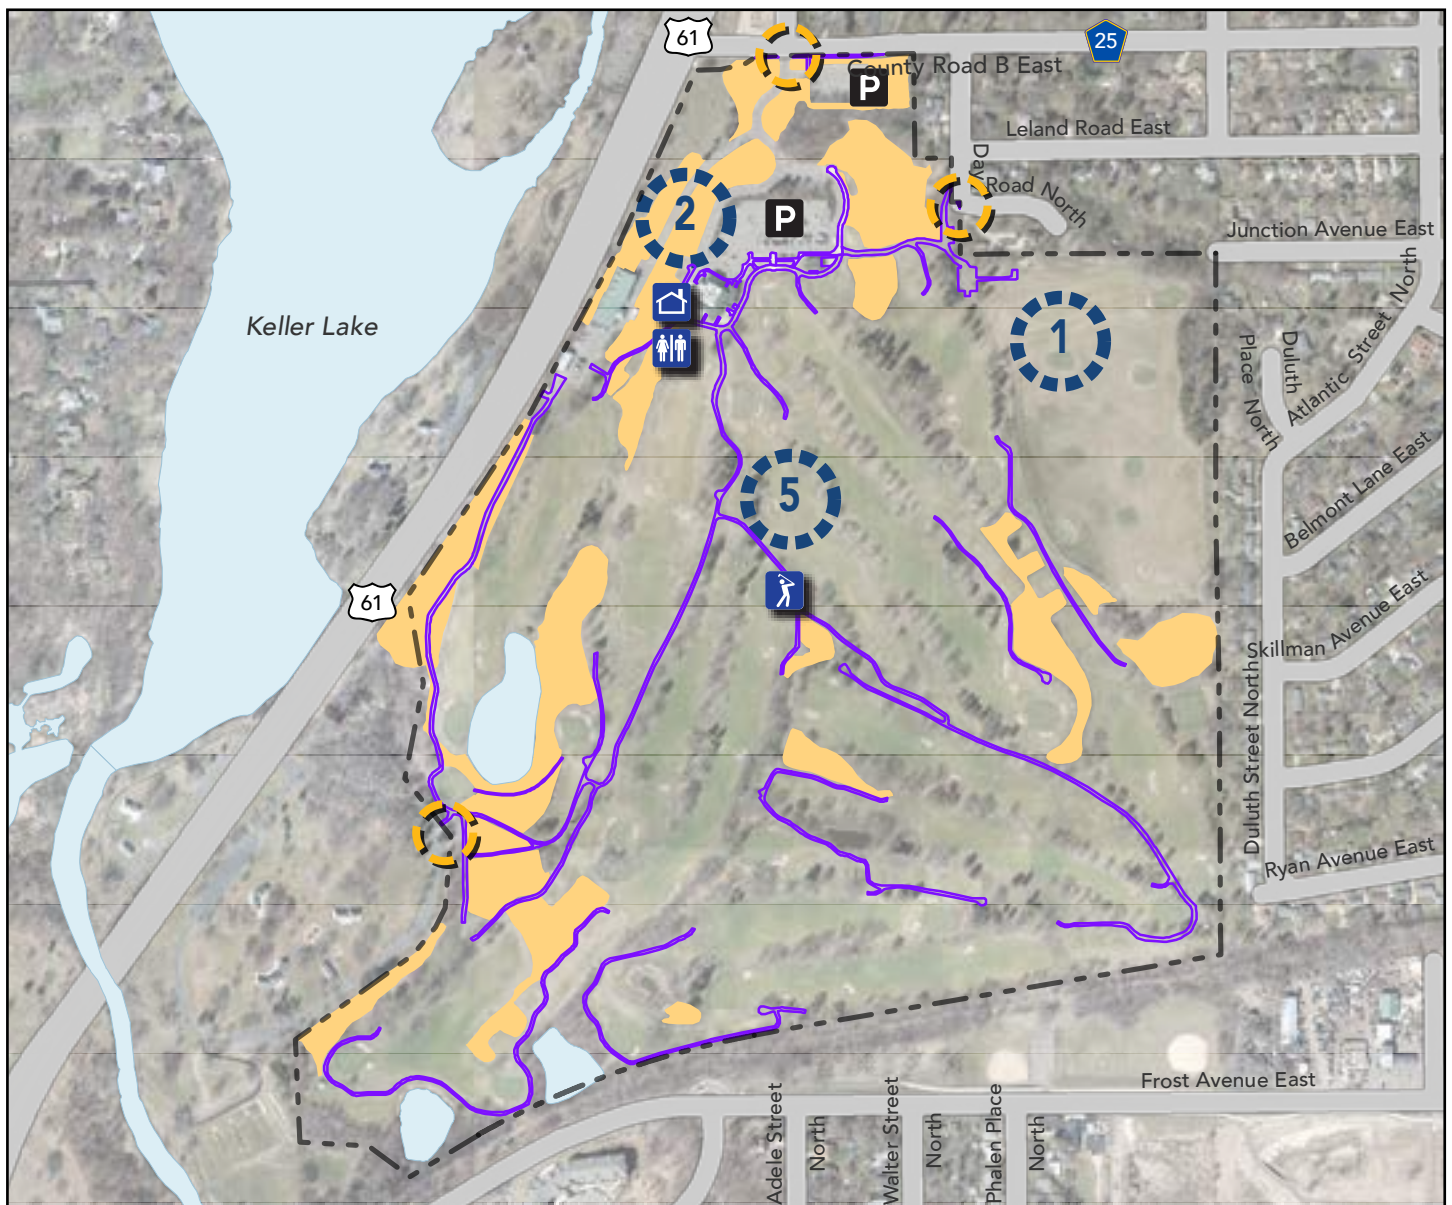 61
25
County Road B East
P
Leland Road East
Day
Road North
2
P
Junction Avenue East
Keller Lake
1
Atlantic Street North
Duluth
Place North
Belmont Lane East
5
61
Skillman Avenue East
Duluth Street North
Ryan Avenue East
Frost Avenue East
Adele Street
North
Walter Street
North
Phalen Place
North